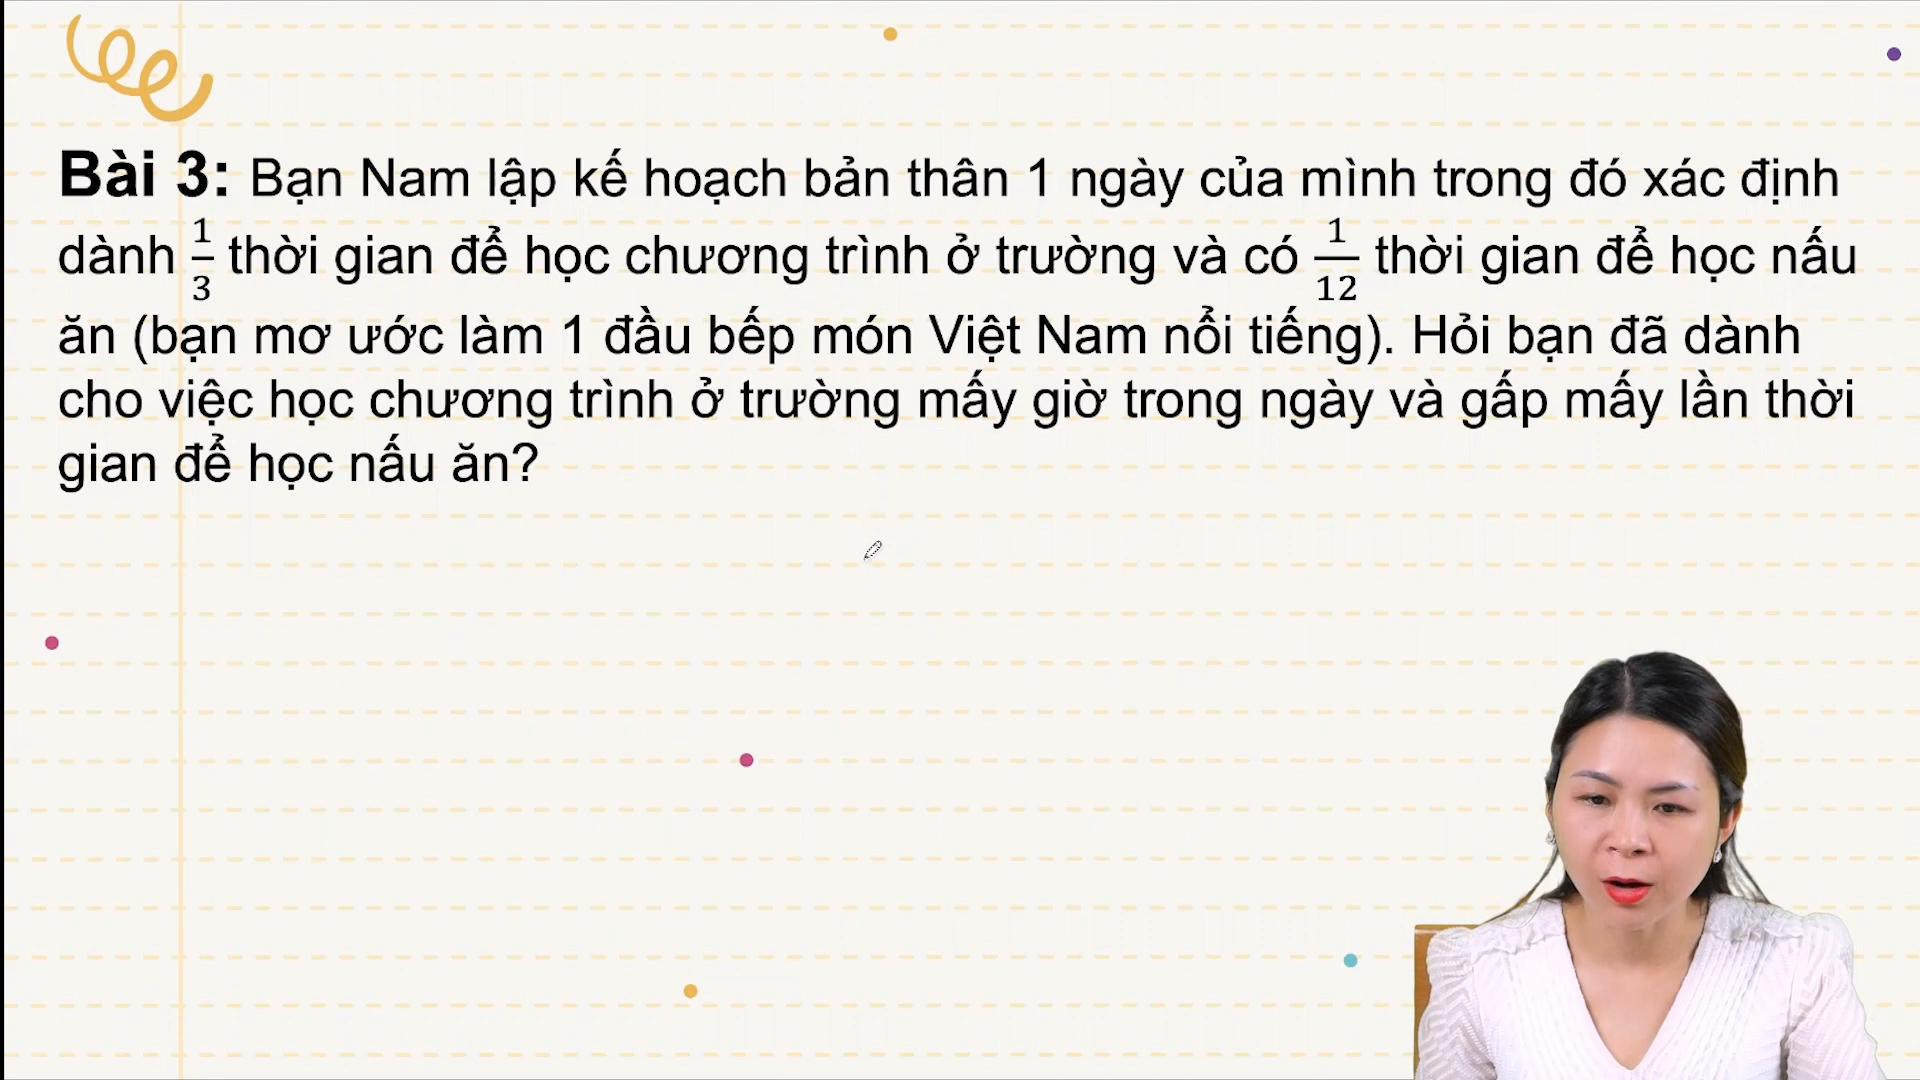 Bài 3: Bạn Nam lập kế hoạch bản thân 1 ngày của mình trong đó xác định
dành 1/3 thời gian để học chương trình ở trường và có 1/12 thời gian để học nấu
ăn (bạn mơ ước làm 1 đầu bếp món Việt Nam nổi tiếng). Hỏi bạn đã dành
cho việc học chương trình ở trường mấy giờ trong ngày và gấp mấy lần thời
gian để học nấu ăn?